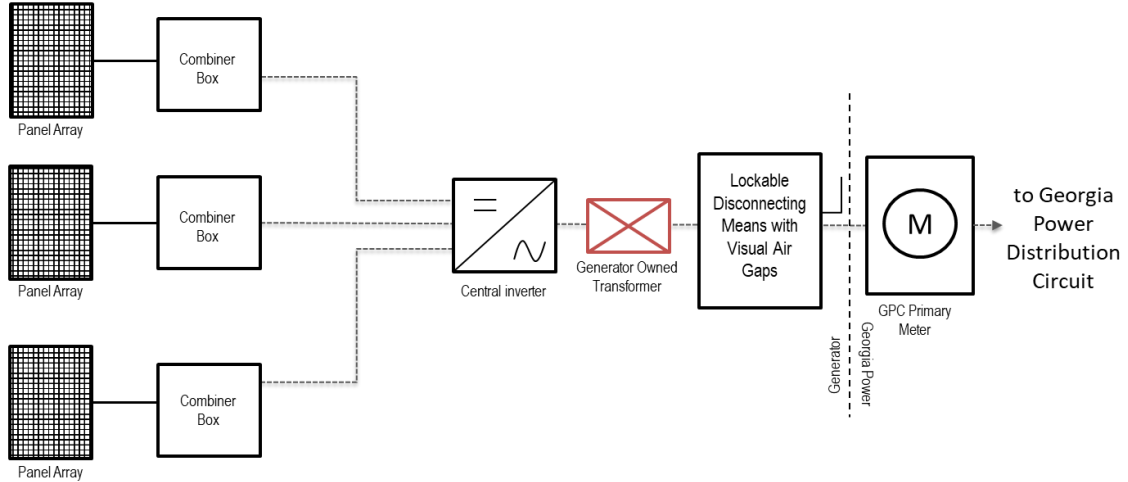 Panel Array
Combiner
Box
Panel Array
Combiner
Box
Panel Array
Combiner
Box
Central inverter
Generator Owned
Transformer
Lockable
Disconnecting
Means with
Visual Air
Gaps
Generator
Georgia Power
M
GPC Primary
Meter
to Georgia
Power
Distribution
Circuit